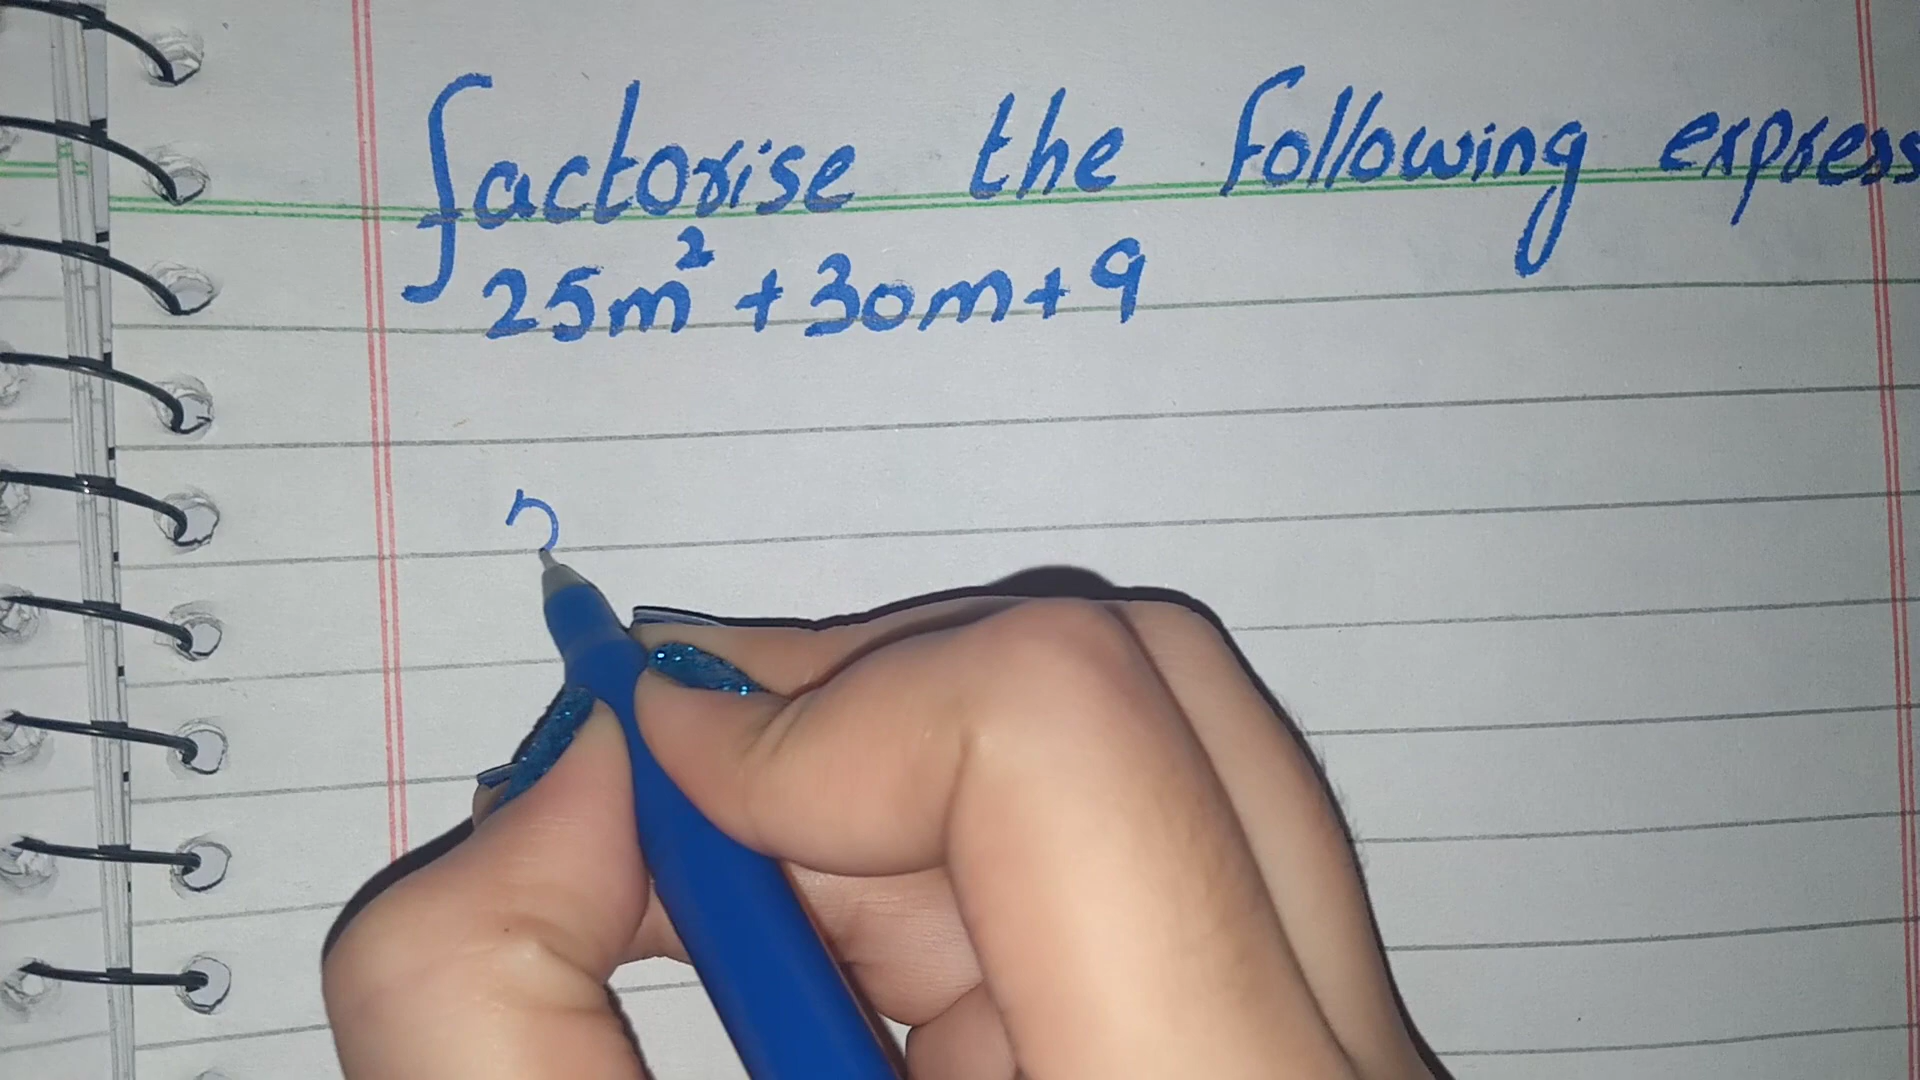 factorise the following express
25m² + 30m + 9